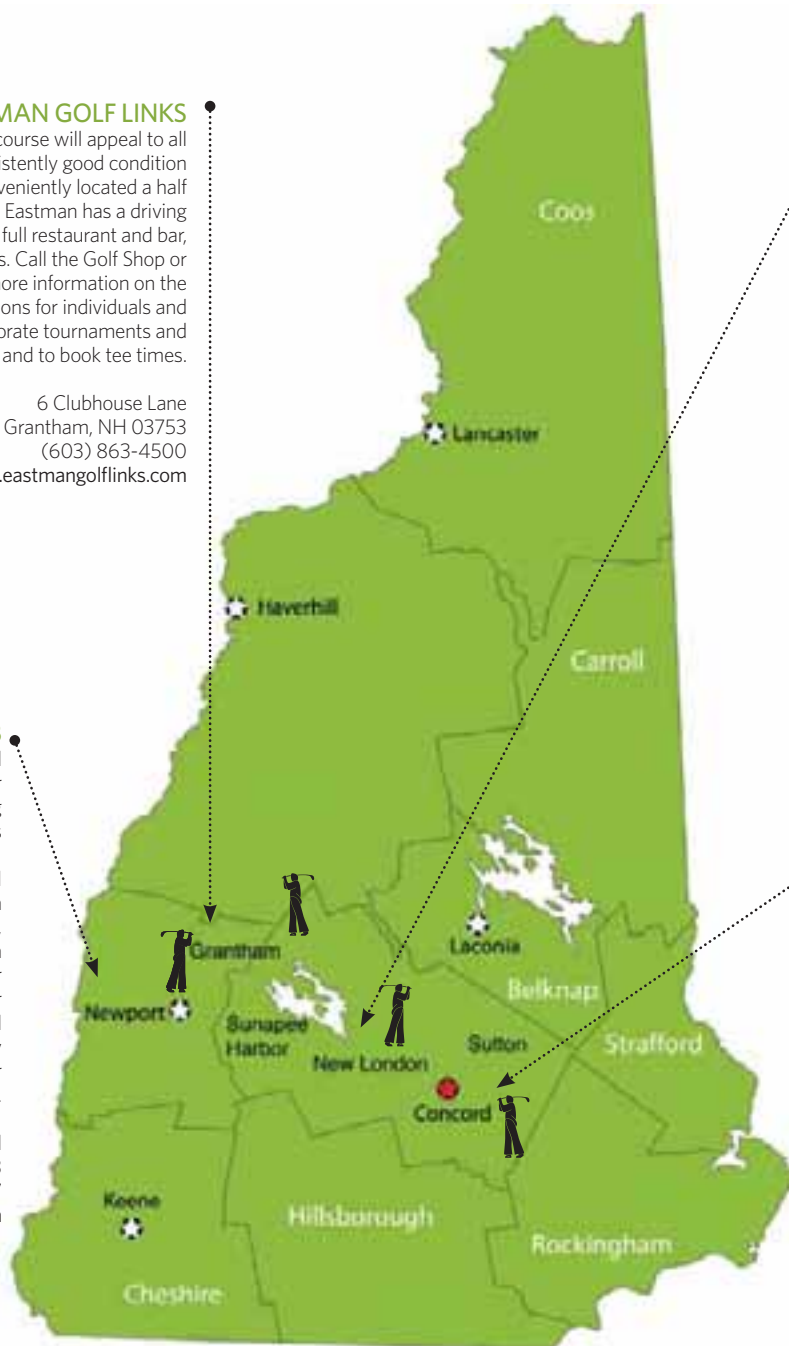 MAN GOLF LINKS
course will appeal to all
istently good condition
veniently located a half
Eastman has a driving
full restaurant and bar,
s. Call the Golf Shop or
nore information on the
ions for individuals and
orate tournaments and
and to book tee times.
6 Clubhouse Lane
Grantham, NH 03753
(603) 863-4500
.eastmangolflinks.com
Coos
Lancaster
Haverhill
Carroll
Grantham
Laconia
Belknap
Newport
Sunapee
Harbor
New London
Sutton
Strafford
Concord
Keene
Hillsborough
Rockingham
Cheshire